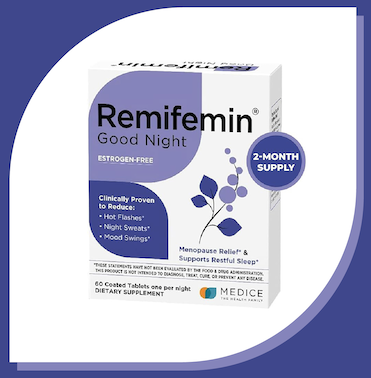 Remifemin®
Good Night
ESTROGEN-FREE
2-MONTH
SUPPLY
Clinically Proven
to Reduce:
• Hot Flashes*
• Night Sweats*
• Mood Swings*
Menopause Relief* &
Supports Restful Sleep*
*THESE STATEMENTS HAVE NOT BEEN EVALUATED BY THE FOOD & DRUG ADMINISTRATION.
THIS PRODUCT IS NOT INTENDED TO DIAGNOSE, TREAT, CURE, OR PREVENT ANY DISEASE.
60 Coated Tablets one per night
DIETARY SUPPLEMENT
MEDICE
THE HEALTH FAMILY